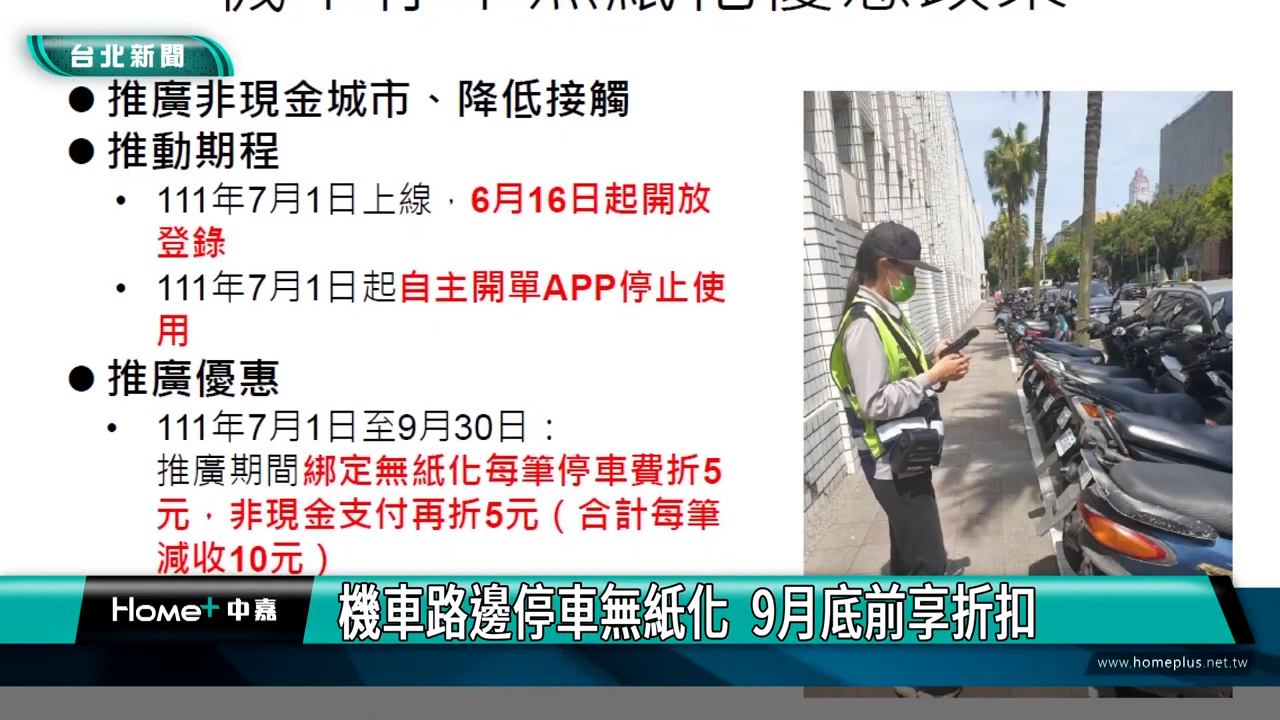 台北新聞
●推廣非現金城市、降低接觸
●推動期程
•111年7月1日上線，6月16日起開放
登錄
•111年7月1日起自主開單APP停止使
用
●推廣優惠
•111年7月1日至9月30日：
推廣期間綁定無紙化每筆停車費折5
元，非現金支付再折5元（合計每筆
減收10元）
Home+中嘉
機車路邊停車無紙化 9月底前享折扣
www.homeplus.net.tw